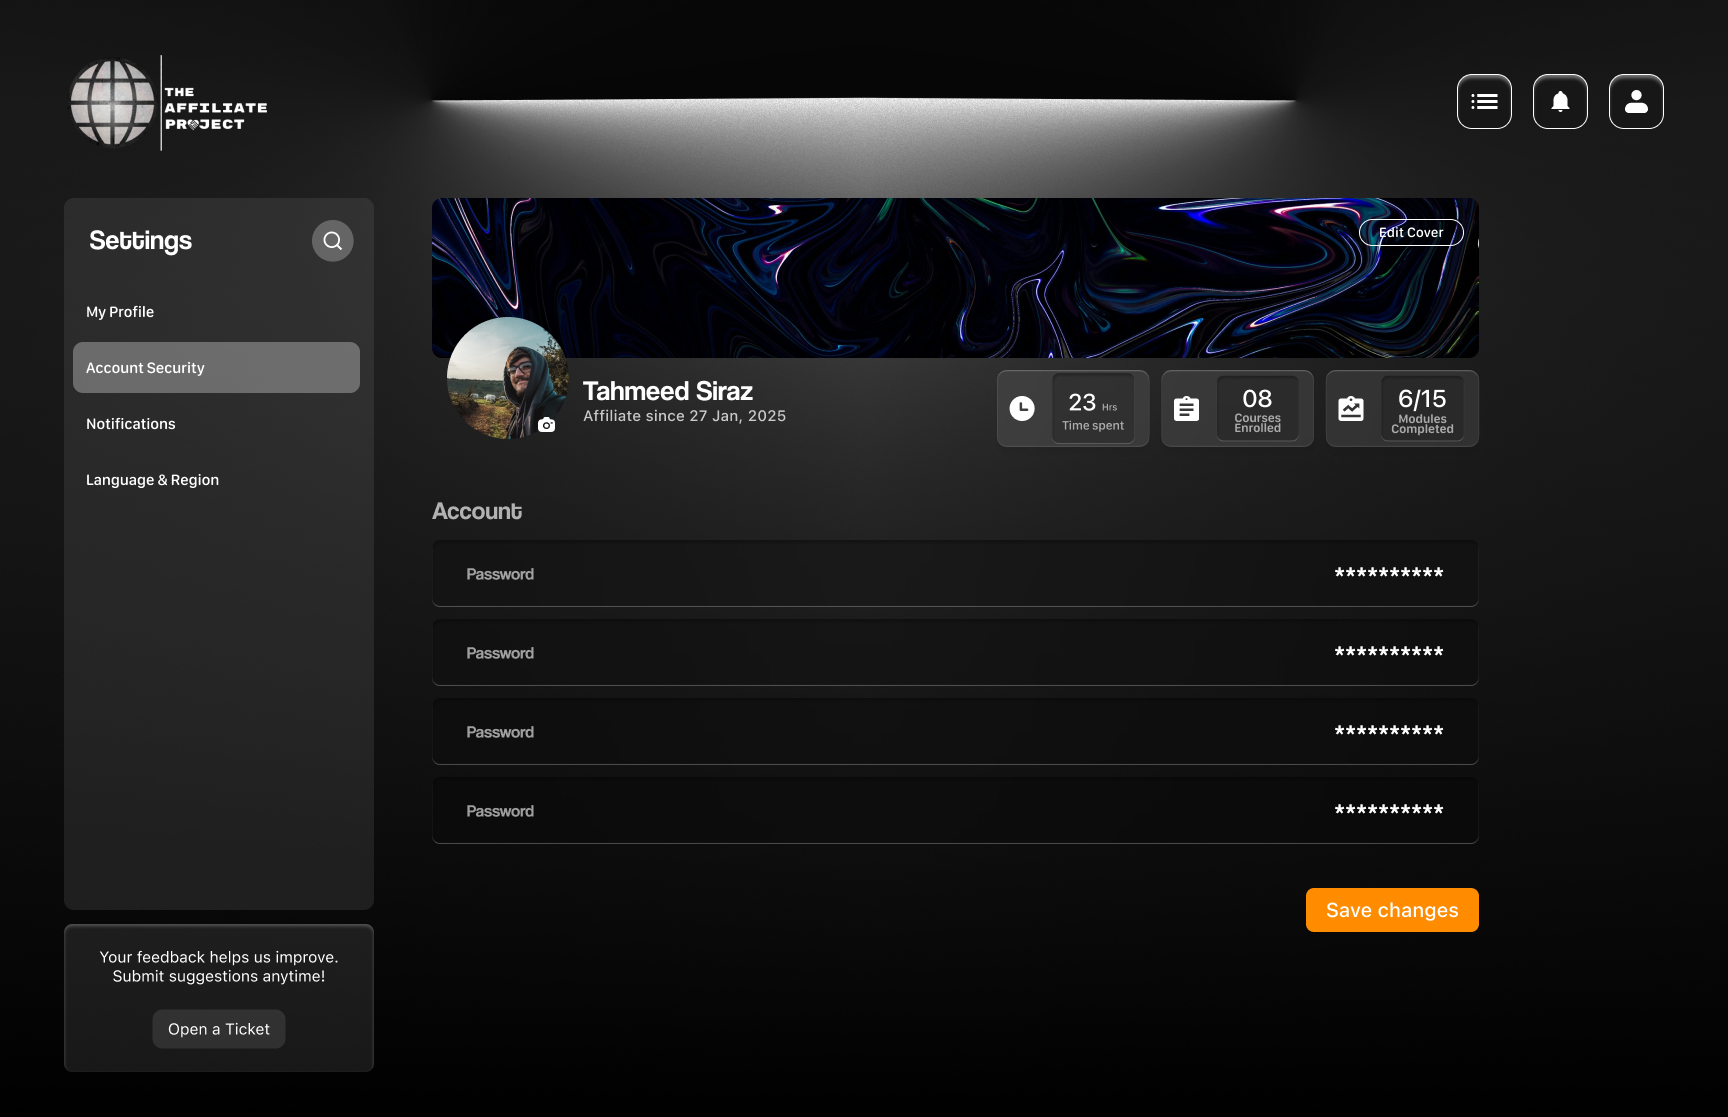 THE
AFFILIATE
PROJECT
Settings
My Profile
Account Security
Notifications
Language & Region
Your feedback helps us improve.
Submit suggestions anytime!
Open a Ticket
Edit Cover
Tahmeed Siraz
Affiliate since 27 Jan, 2025
23 Hrs
Time spent
08
Courses
Enrolled
6/15
Modules
Completed
Account
Password **********
Password **********
Password **********
Password **********
Save changes